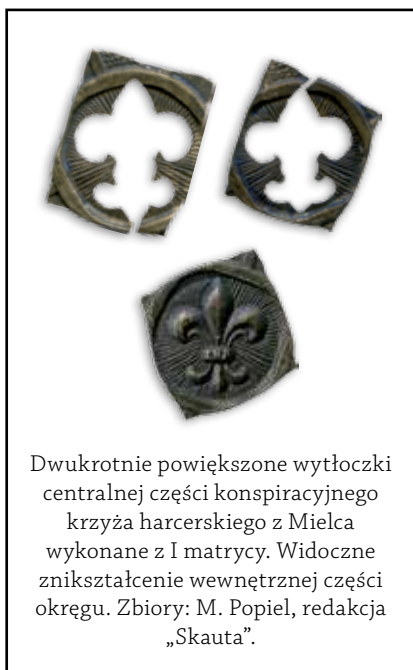 Dwukrotnie powiększone wytłoczki
centralnej części konspiracyjnego
krzyża harcerskiego z Mielca
wykonane z I matrycy. Widoczne
znikształcenie wewnętrznej części
okręgu. Zbiory: M. Popiel, redakcja
„Skauta”.